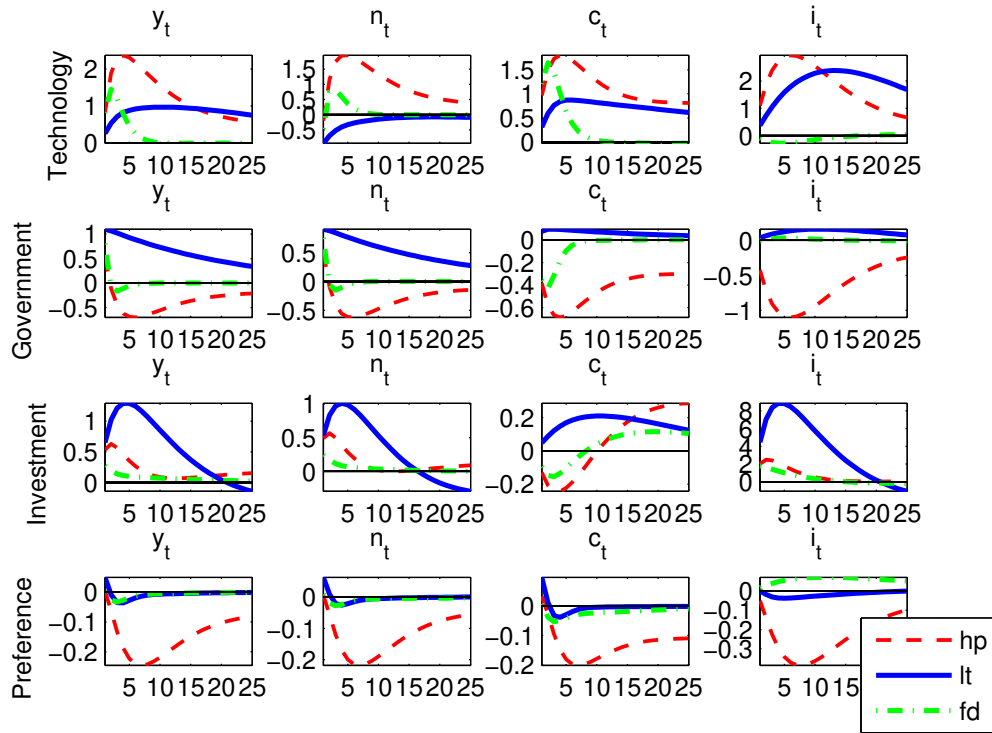 y_t n_t c_t i_t
Technology
2 1 0
1.5 0.5 0 −0.5
1.5 1 0.5 0
2 0
5 10 15 20 25 5 10 15 20 25 5 10 15 20 25 5 10 15 20 25
y_t n_t c_t i_t
Government
1 0.5 0 −0.5
0.5 0 −0.5
0 −0.2 −0.4 −0.6
0 −0.5 −1
5 10 15 20 25 5 10 15 20 25 5 10 15 20 25 5 10 15 20 25
y_t n_t c_t i_t
Investment
1 0.5 0
1 0.5 0
0.2 0 −0.2
8 6 4 2 0
5 10 15 20 25 5 10 15 20 25 5 10 15 20 25 5 10 15 20 25
y_t n_t c_t i_t
Preference
0 −0.1 −0.2
0 −0.1 −0.2
0 −0.1 −0.2
0 −0.1 −0.2 −0.3
5 10 15 20 25 5 10 15 20 25 5 10 15 20 25 5
hp
lt
fd